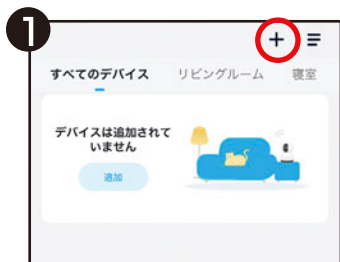 1
すべてのデバイス リビングルーム 寝室
デバイスは追加されて
いません
追加